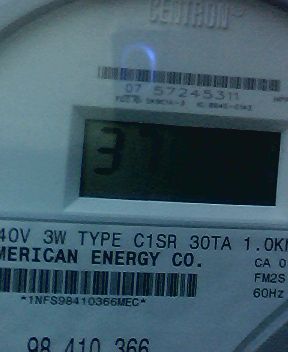 CENTRON®
07 57245311
37
40V 3W TYPE C1SR 30TA 1.0K
MERICAN ENERGY CO.
CA 0
FM2S
60Hz
*1NFS98410366MEC*
98 410 366